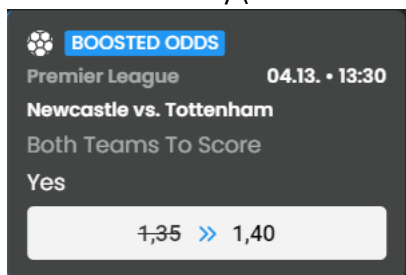 BOOSTED ODDS
Premier League 04.13. • 13:30
Newcastle vs. Tottenham
Both Teams To Score
Yes
1,35 » 1,40